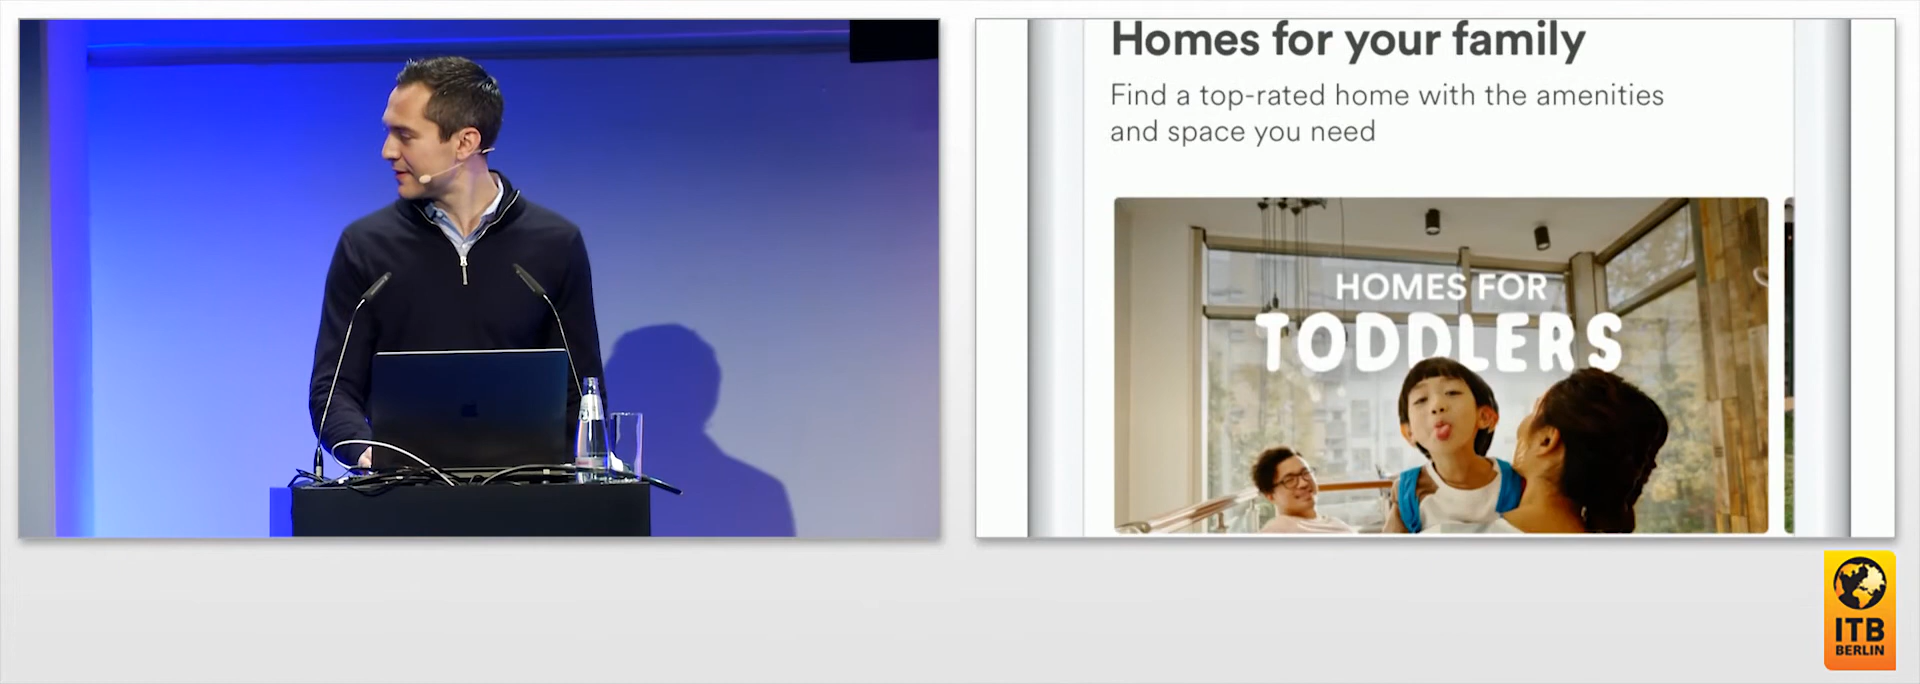 Homes for your family
Find a top-rated home with the amenities
and space you need
HOMES FOR
TODDLERS
ITB
BERLIN